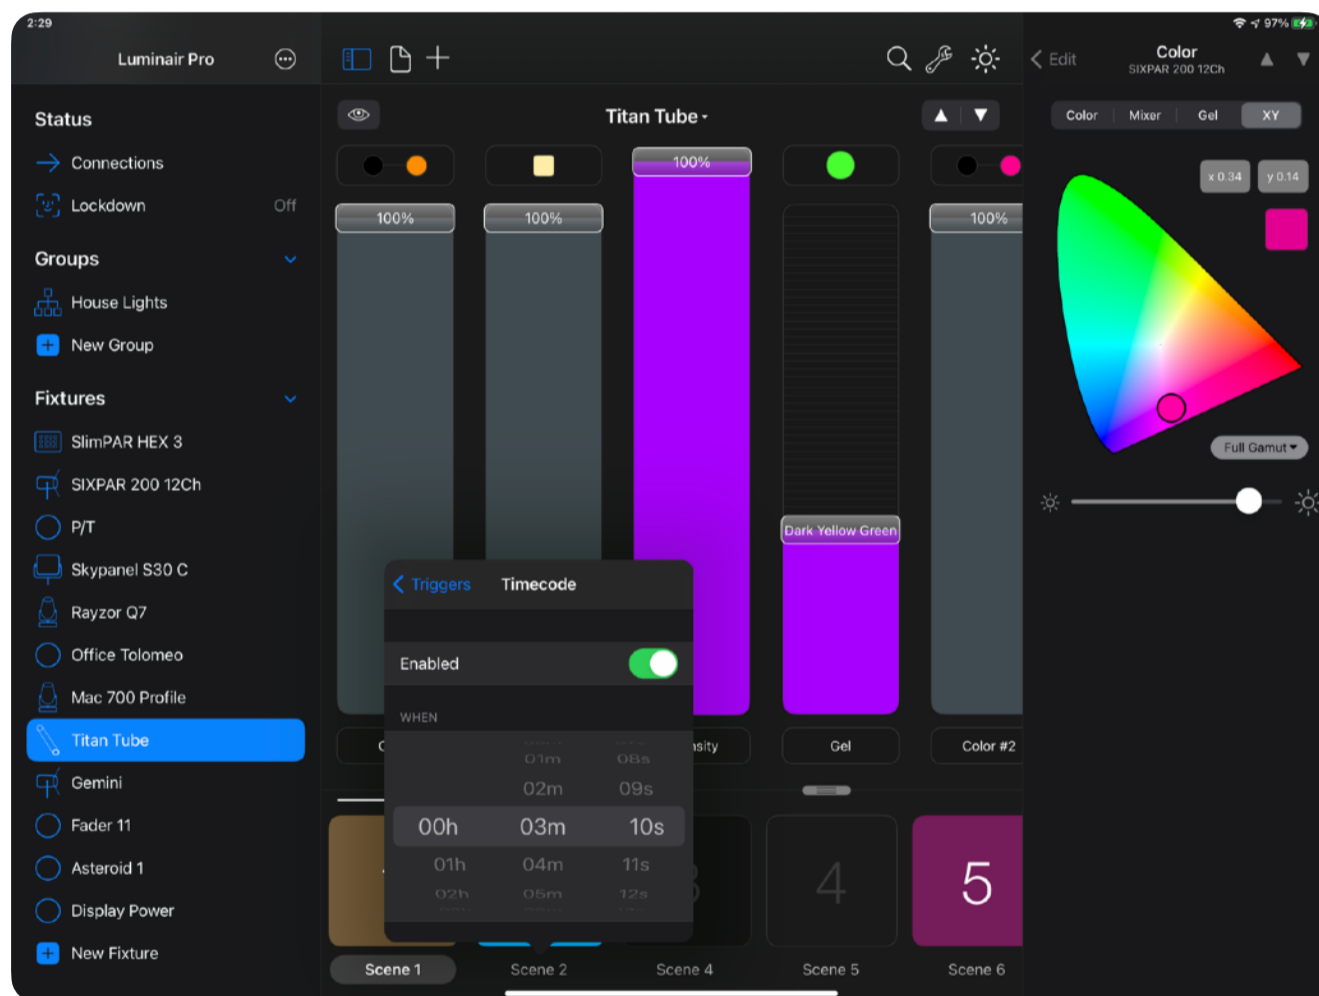 2:29
97%
Luminair Pro
Status
Connections
Lockdown Off
Groups
House Lights
New Group
Fixtures
SlimPAR HEX 3
SIXPAR 200 12Ch
P/T
Skypanel S30 C
Rayzor Q7
Office Tolomeo
Mac 700 Profile
Titan Tube
Gemini
Fader 11
Asteroid 1
Display Power
New Fixture
Titan Tube
100%
100%
100%
Dark Yellow Green
100%
Gel
Color #2
Triggers Timecode
Enabled
WHEN
01m 08s
02m 09s
00h 03m 10s
01h 04m 11s
02h 05m 12s
4
5
Scene 1
Scene 2
Scene 4
Scene 5
Scene 6
Edit
Color
SIXPAR 200 12Ch
Color Mixer Gel XY
x 0.34 y 0.14
Full Gamut